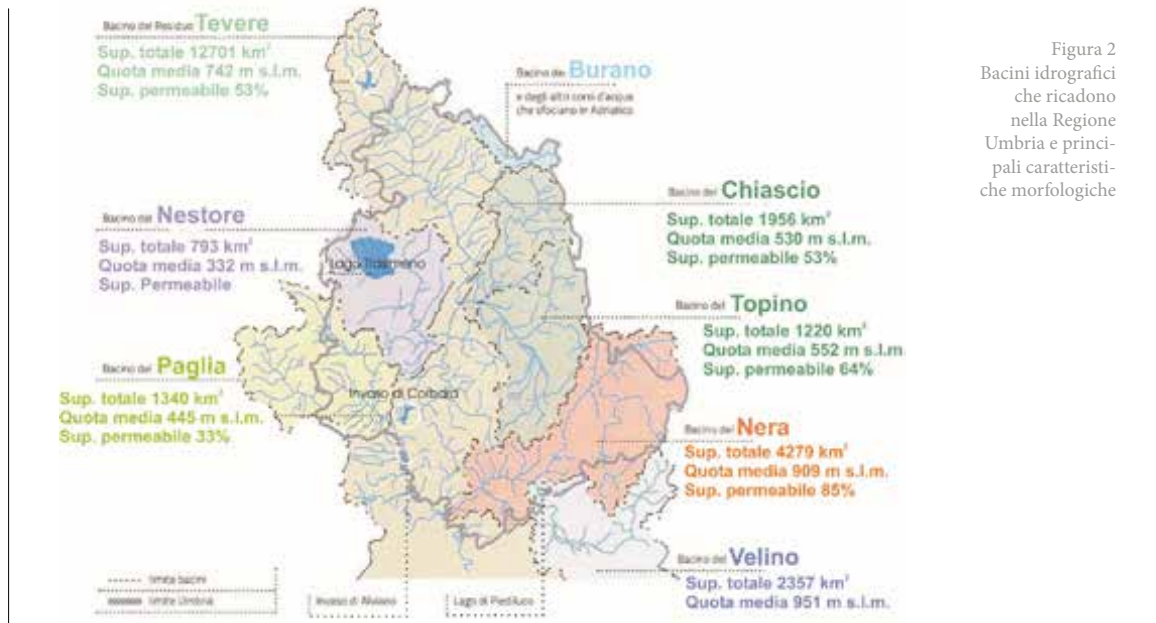 Bacino del Residuo Tevere
Sup. totale 12701 km²
Quota media 742 m s.l.m.
Sup. permeabile 53%
Bacino del Burano
e degli altri corsi d'acqua
che sfociano in Adriatico
Figura 2
Bacini idrografici
che ricadono
nella Regione
Umbria e princi-
pali caratteristi-
che morfologiche
Bacino del Chiascio
Sup. totale 1956 km²
Quota media 530 m s.l.m.
Sup. permeabile 53%
Bacino del Nestore
Sup. totale 793 km²
Quota media 332 m s.l.m.
Sup. Permeabile
Lago Trasimeno
Bacino del Topino
Sup. totale 1220 km²
Quota media 552 m s.l.m.
Sup. permeabile 64%
Bacino del Paglia
Sup. totale 1340 km²
Quota media 445 m s.l.m.
Sup. permeabile 33%
Invaso di Corbara
Bacino del Nera
Sup. totale 4279 km²
Quota media 909 m s.l.m.
Sup. permeabile 85%
Bacino del Velino
Sup. totale 2357 km²
Quota media 951 m s.l.m.
limite bacini
limite Umbria
Invaso di Alviano
Lago di Piediluco